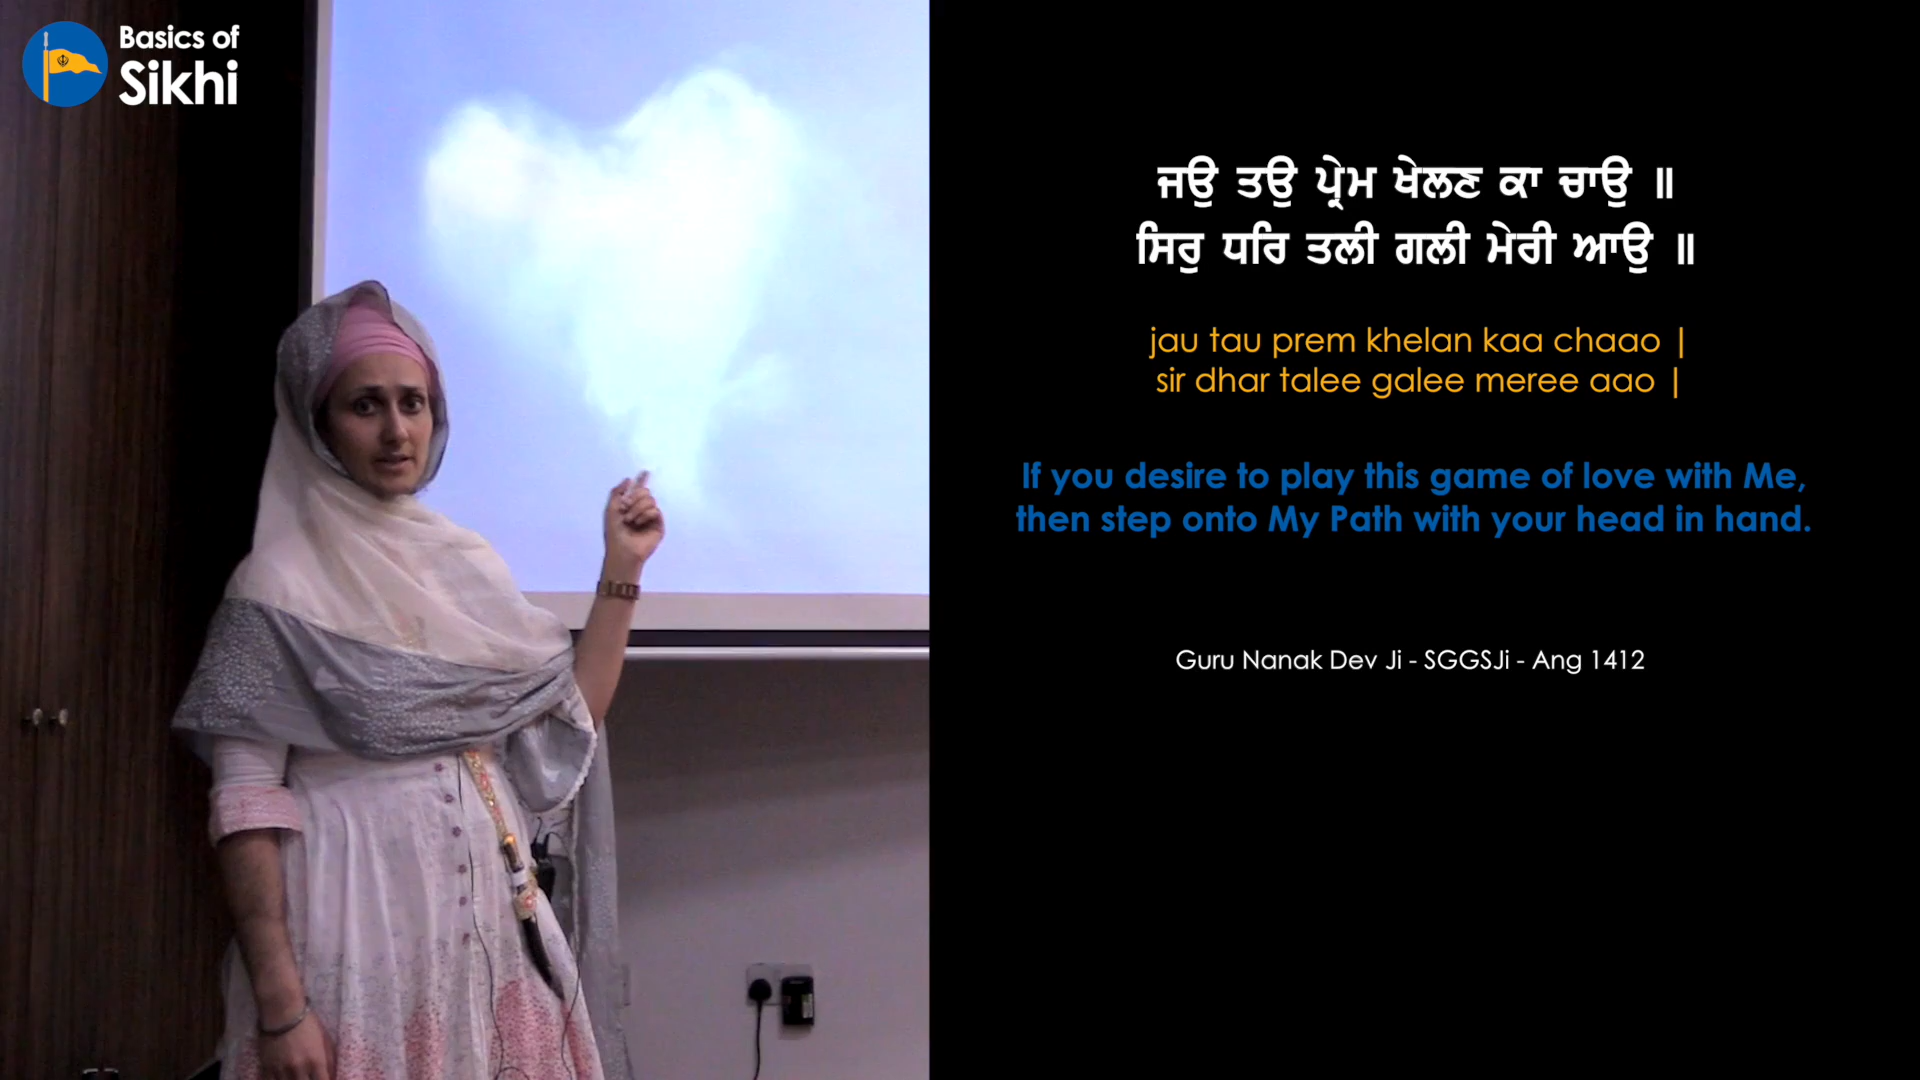 Basics of
Sikhi
ਜਉ ਤਉ ਪ੍ਰੇਮ ਖੇਲਣ ਕਾ ਚਾਉ ॥
ਸਿਰੁ ਧਰਿ ਤਲੀ ਗਲੀ ਮੇਰੀ ਆਉ ॥
jau tau prem khelan kaa chaao |
sir dhar talee galee meree aao |
If you desire to play this game of love with Me,
then step onto My Path with your head in hand.
Guru Nanak Dev Ji - SGGSJi - Ang 1412